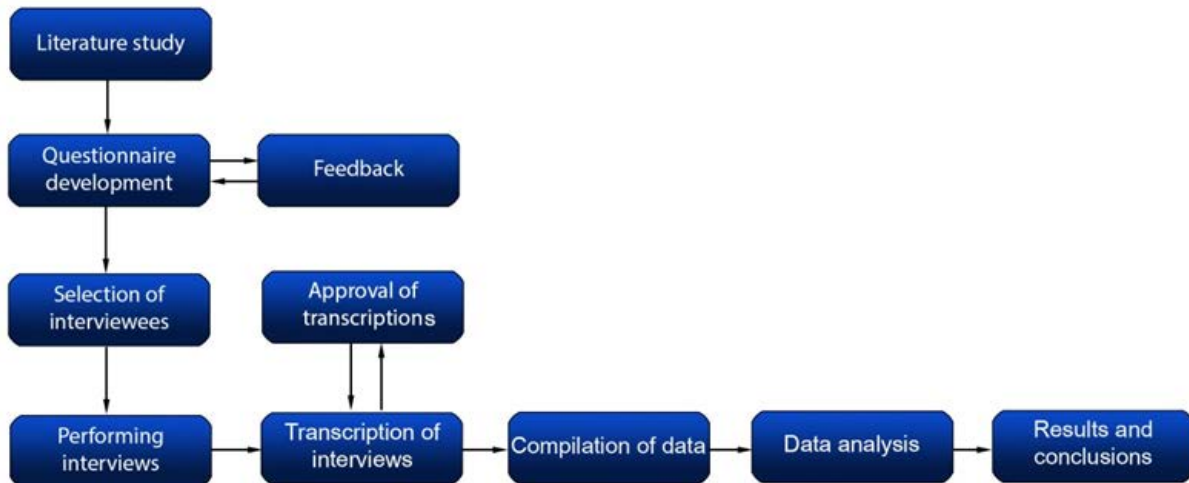 Literature study
Questionnaire
development
Feedback
Selection of
interviewees
Approval of
transcriptions
Performing
interviews
Transcription of
interviews
Compilation of data
Data analysis
Results and
conclusions